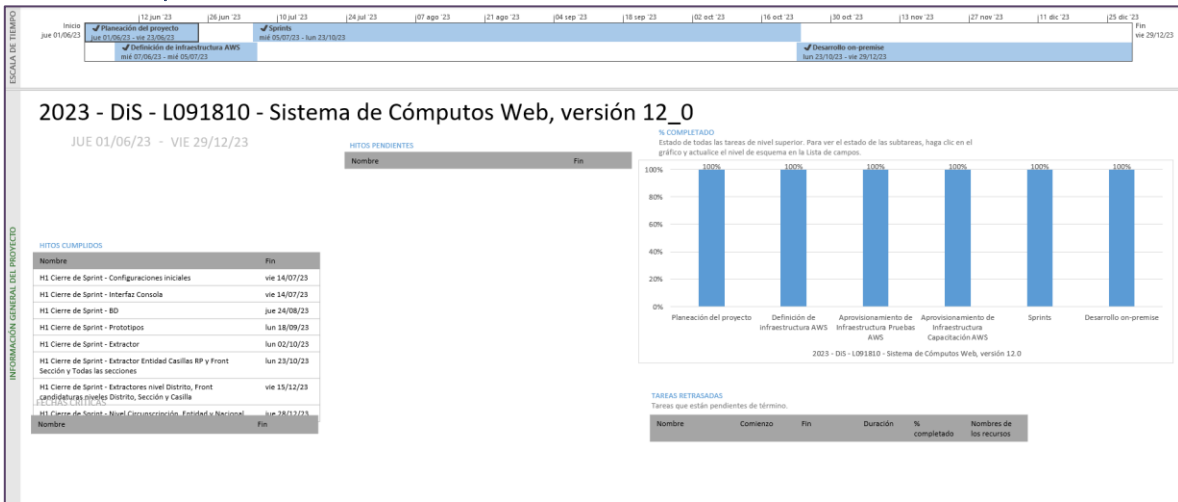 ESCALA DE TIEMPO
|12 jun '23 |26 jun '23 |10 jul '23 |24 jul '23 |07 ago '23 |21 ago '23 |04 sep '23 |18 sep '23 |02 oct '23 |16 oct '23 |30 oct '23 |13 nov '23 |27 nov '23 |11 dic '23 |25 dic '23
Inicio
jue 01/06/23
Planeación del proyecto
jue 01/06/23 - vie 23/06/23
Sprints
mié 05/07/23 - lun 23/10/23
Fin
vie 29/12/23
Definición de infraestructura AWS
mié 07/06/23 - mié 05/07/23
Desarrollo on-premise
lun 23/10/23 - vie 29/12/23
INFORMACIÓN GENERAL DEL PROYECTO
2023 - DiS - L091810 - Sistema de Cómputos Web, versión 12_0
JUE 01/06/23 - VIE 29/12/23
HITOS PENDIENTES
Nombre Fin
% COMPLETADO
Estado de todas las tareas de nivel superior. Para ver el estado de las subtareas, haga clic en el
gráfico y actualice el nivel de esquema en la Lista de campos.
100% 100% 100% 100% 100% 100%
100%
80%
60%
40%
20%
0%
Planeación del proyecto
Definición de
infraestructura AWS
Aprovisionamiento de
Infraestructura Pruebas
AWS
Aprovisionamiento de
Infraestructura
Capacitación AWS
Sprints
Desarrollo on-premise
2023 - DiS - L091810 - Sistema de Cómputos Web, versión 12.0
HITOS CUMPLIDOS
Nombre Fin
H1 Cierre de Sprint - Configuraciones iniciales vie 14/07/23
H1 Cierre de Sprint - Interfaz Consola vie 14/07/23
H1 Cierre de Sprint - BD jue 24/08/23
H1 Cierre de Sprint - Prototipos lun 18/09/23
H1 Cierre de Sprint - Extractor lun 02/10/23
H1 Cierre de Sprint - Extractor Entidad Casillas RP y Front lun 23/10/23
Sección y Todas las secciones
H1 Cierre de Sprint - Extractores nivel Distrito, Front vie 15/12/23
candidaturas niveles Distrito, Sección y Casilla
FECHAS CRÍTICAS
H1 Cierre de Sprint - Nivel Circunscripción, Entidad y Nacional jue 28/12/23
Nombre Fin
TAREAS RETRASADAS
Tareas que están pendientes de término.
Nombre Comienzo Fin Duración % completado Nombres de los recursos